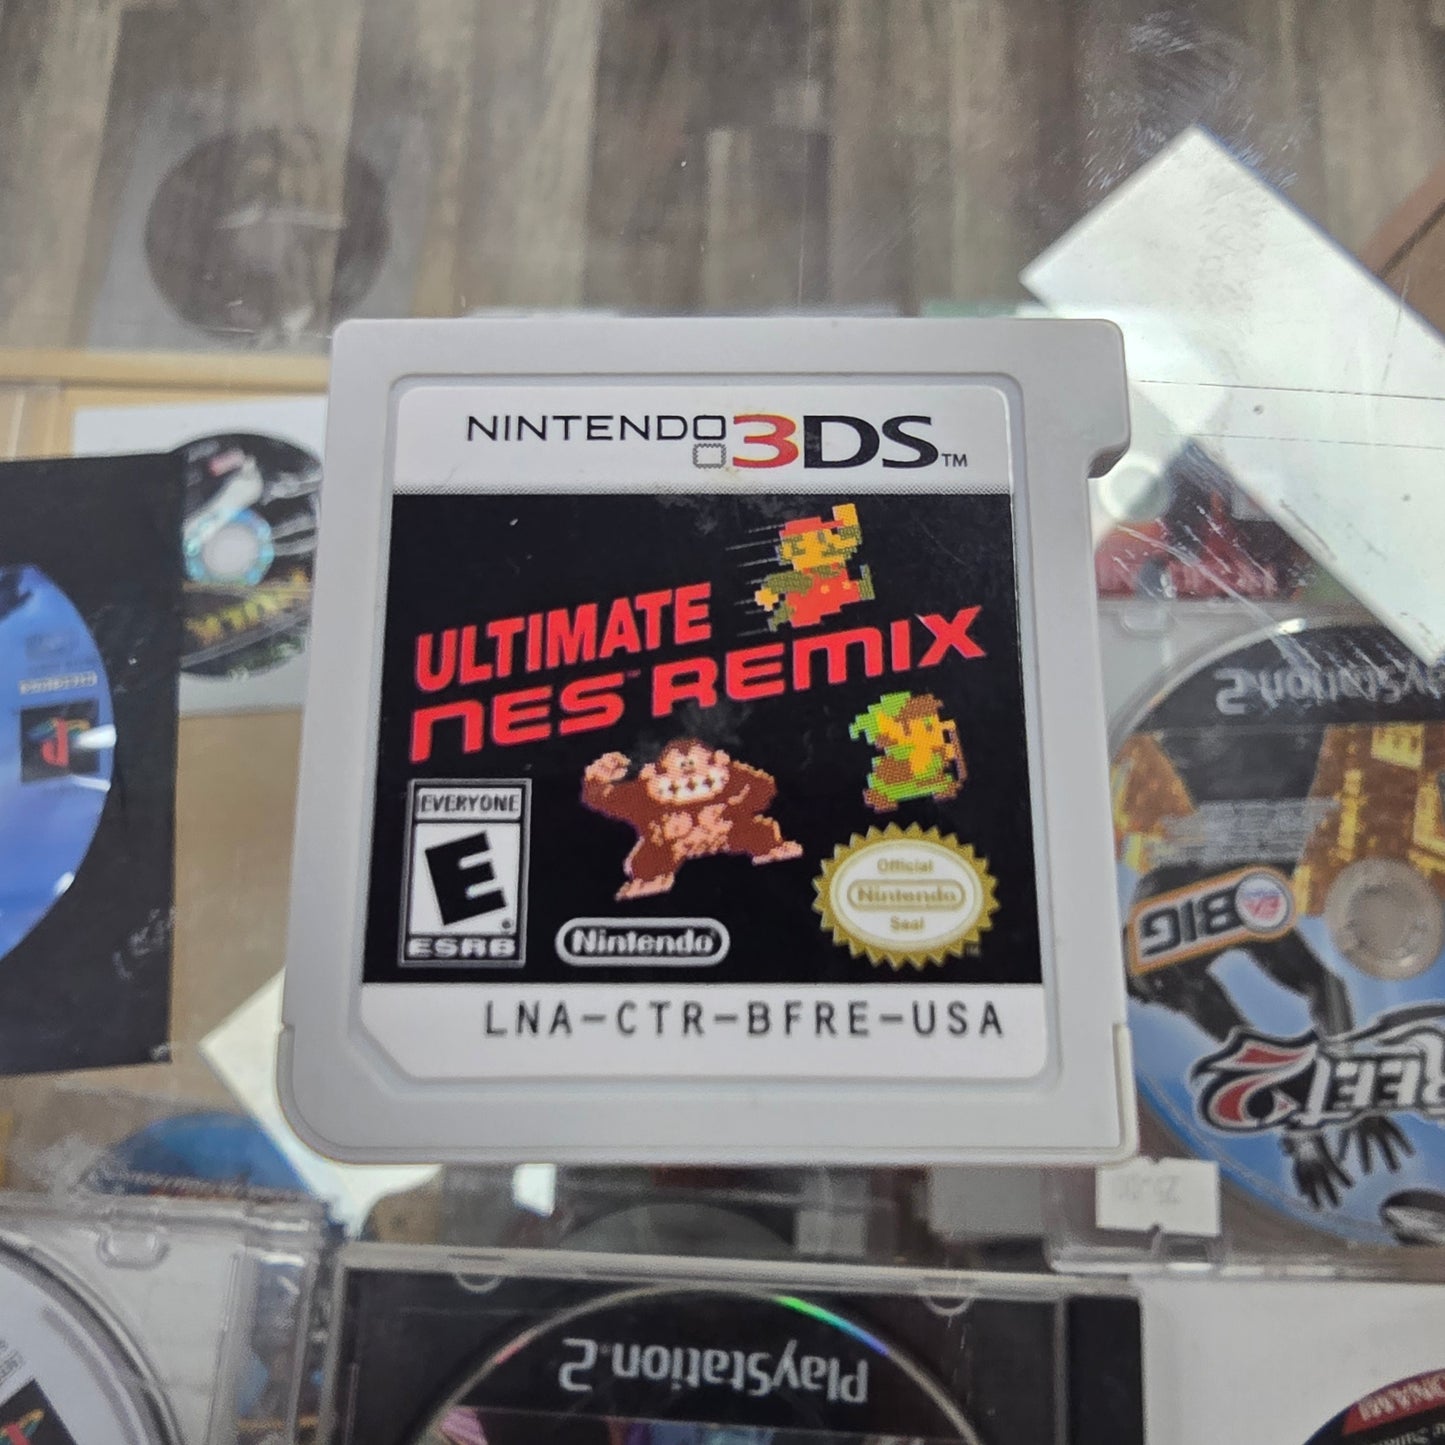 NINTENDO 3DS™
ULTIMATE
NES™ REMIX
EVERYONE
E
ESRB
Nintendo®
Official
Nintendo
Seal
LNA-CTR-BFRE-USA
PlayStation 2
EA
BIG
PlayStation®2